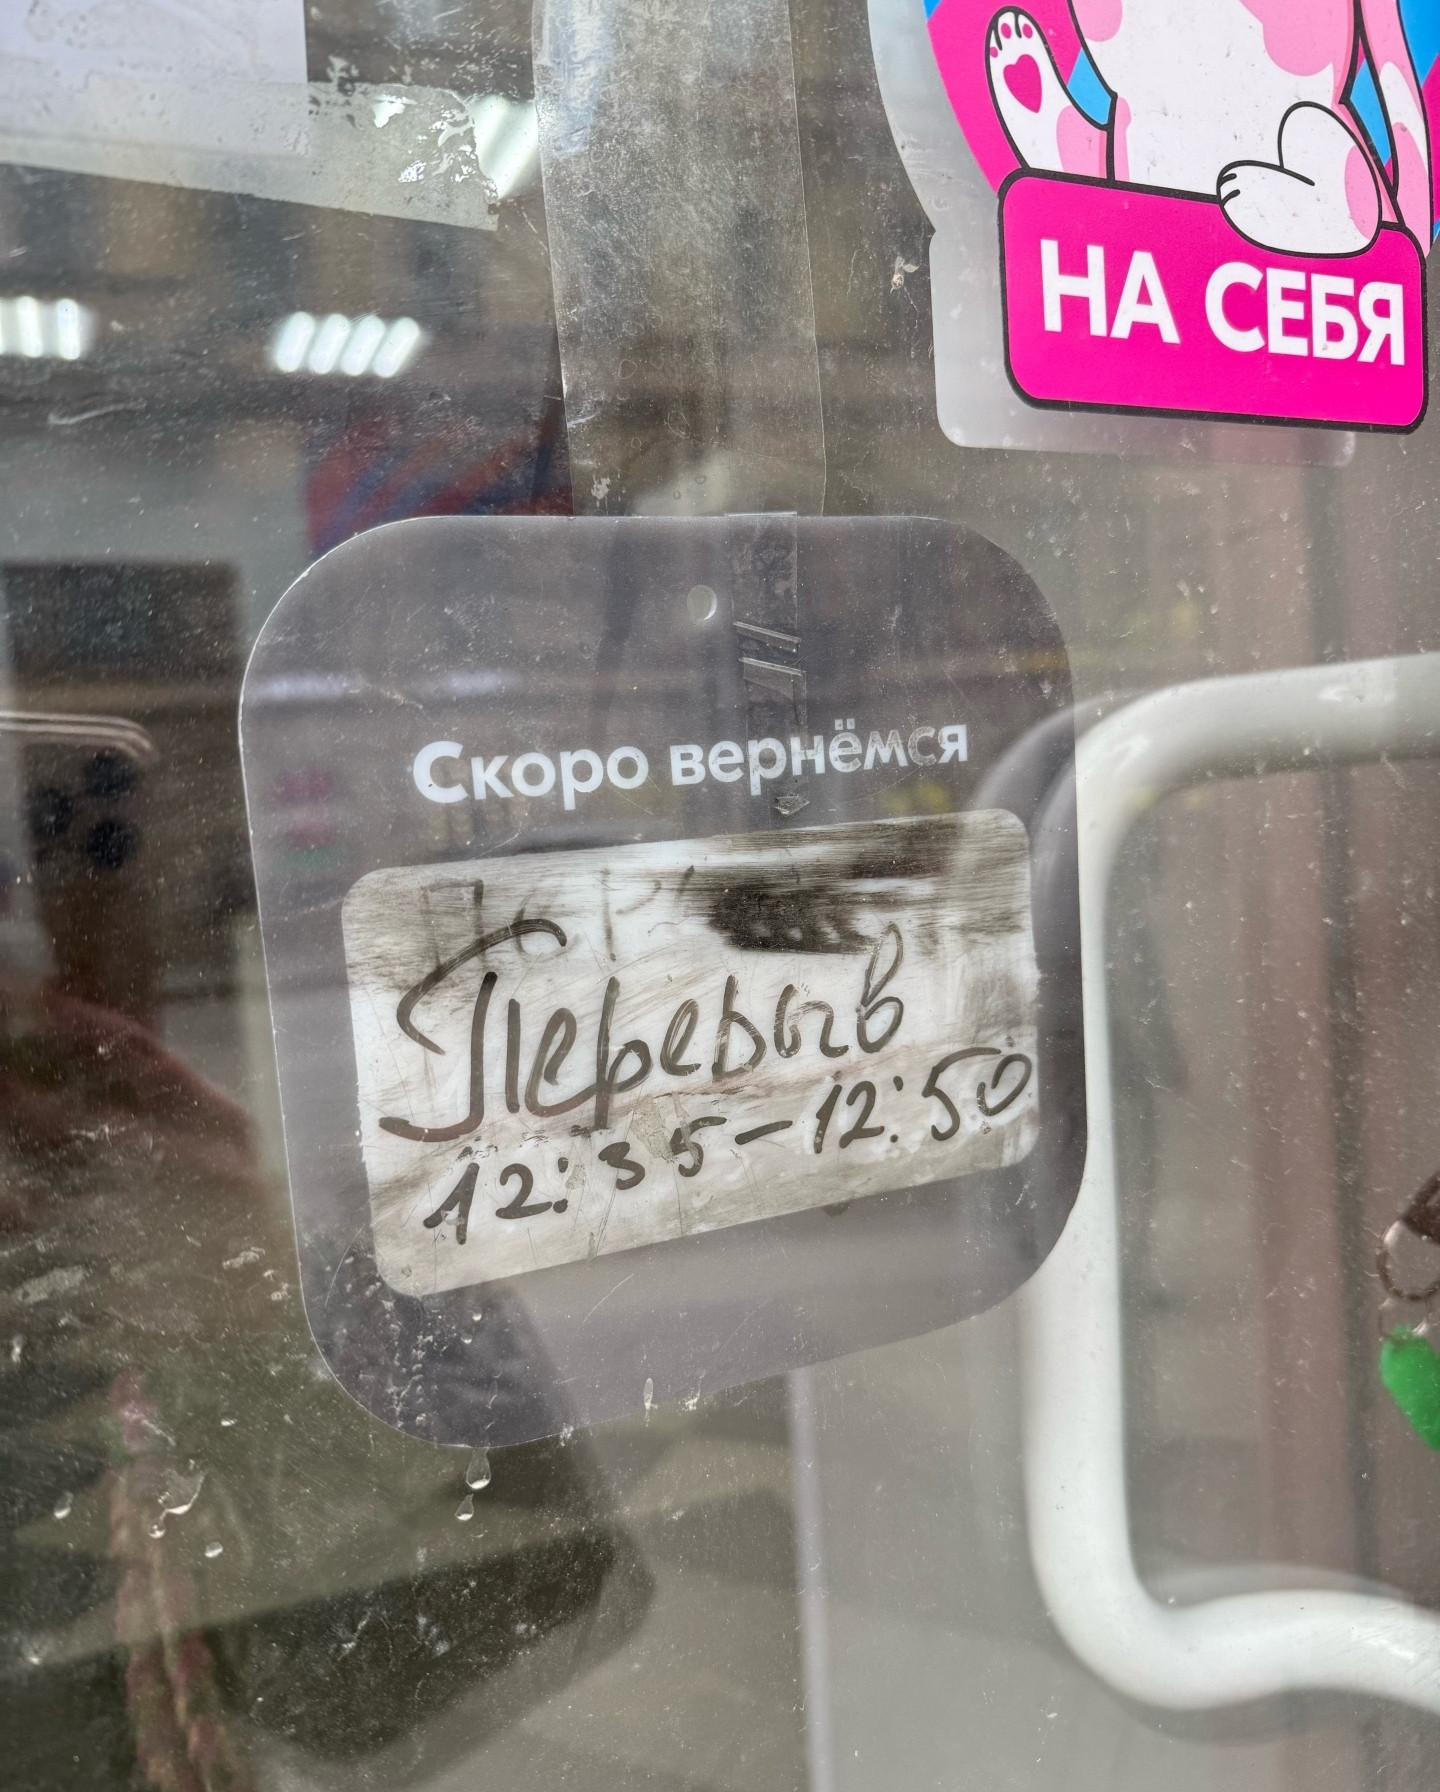 НА СЕБЯ
Скоро вернёмся
Перерыв
12:35-12:50